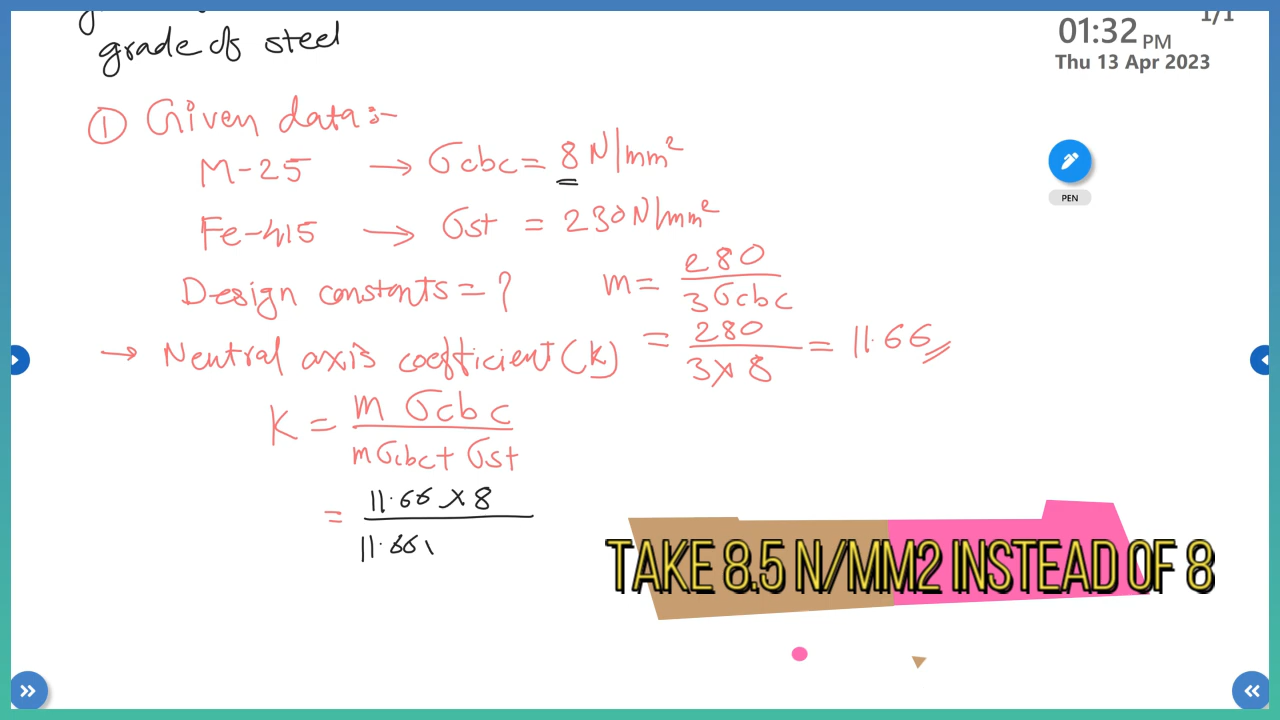 1/1
grade of steel
01:32 PM
Thu 13 Apr 2023
① Given data:-
M-25 → σcbc = 8 N/mm²
PEN
Fe-415 → σst = 230 N/mm²
Design constants = ?
m = 280 / 3 σcbc
= 280 / 3 × 8 = 11.66
→ Neutral axis coefficient (k)
K = m σcbc / mσcbc + σst
= 11.66 × 8 / 11.66
TAKE 8.5 N/MM2 INSTEAD OF 8